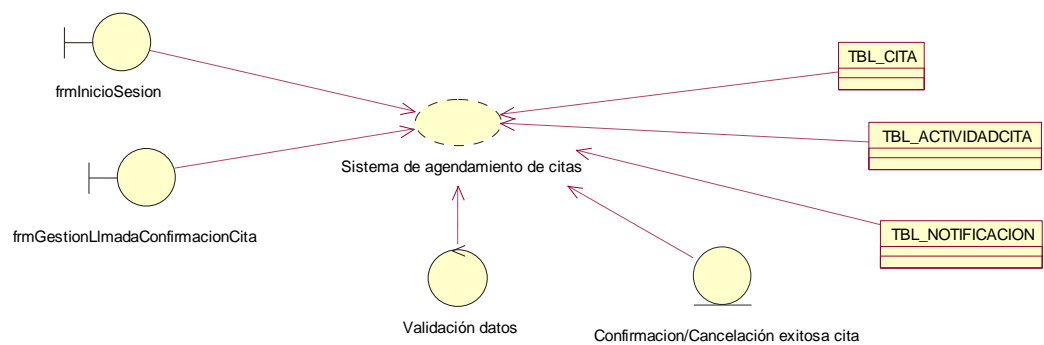 frmInicioSesion
TBL_CITA
TBL_ACTIVIDADCITA
Sistema de agendamiento de citas
frmGestionLlmadaConfirmacionCita
TBL_NOTIFICACION
Validación datos
Confirmacion/Cancelación exitosa cita